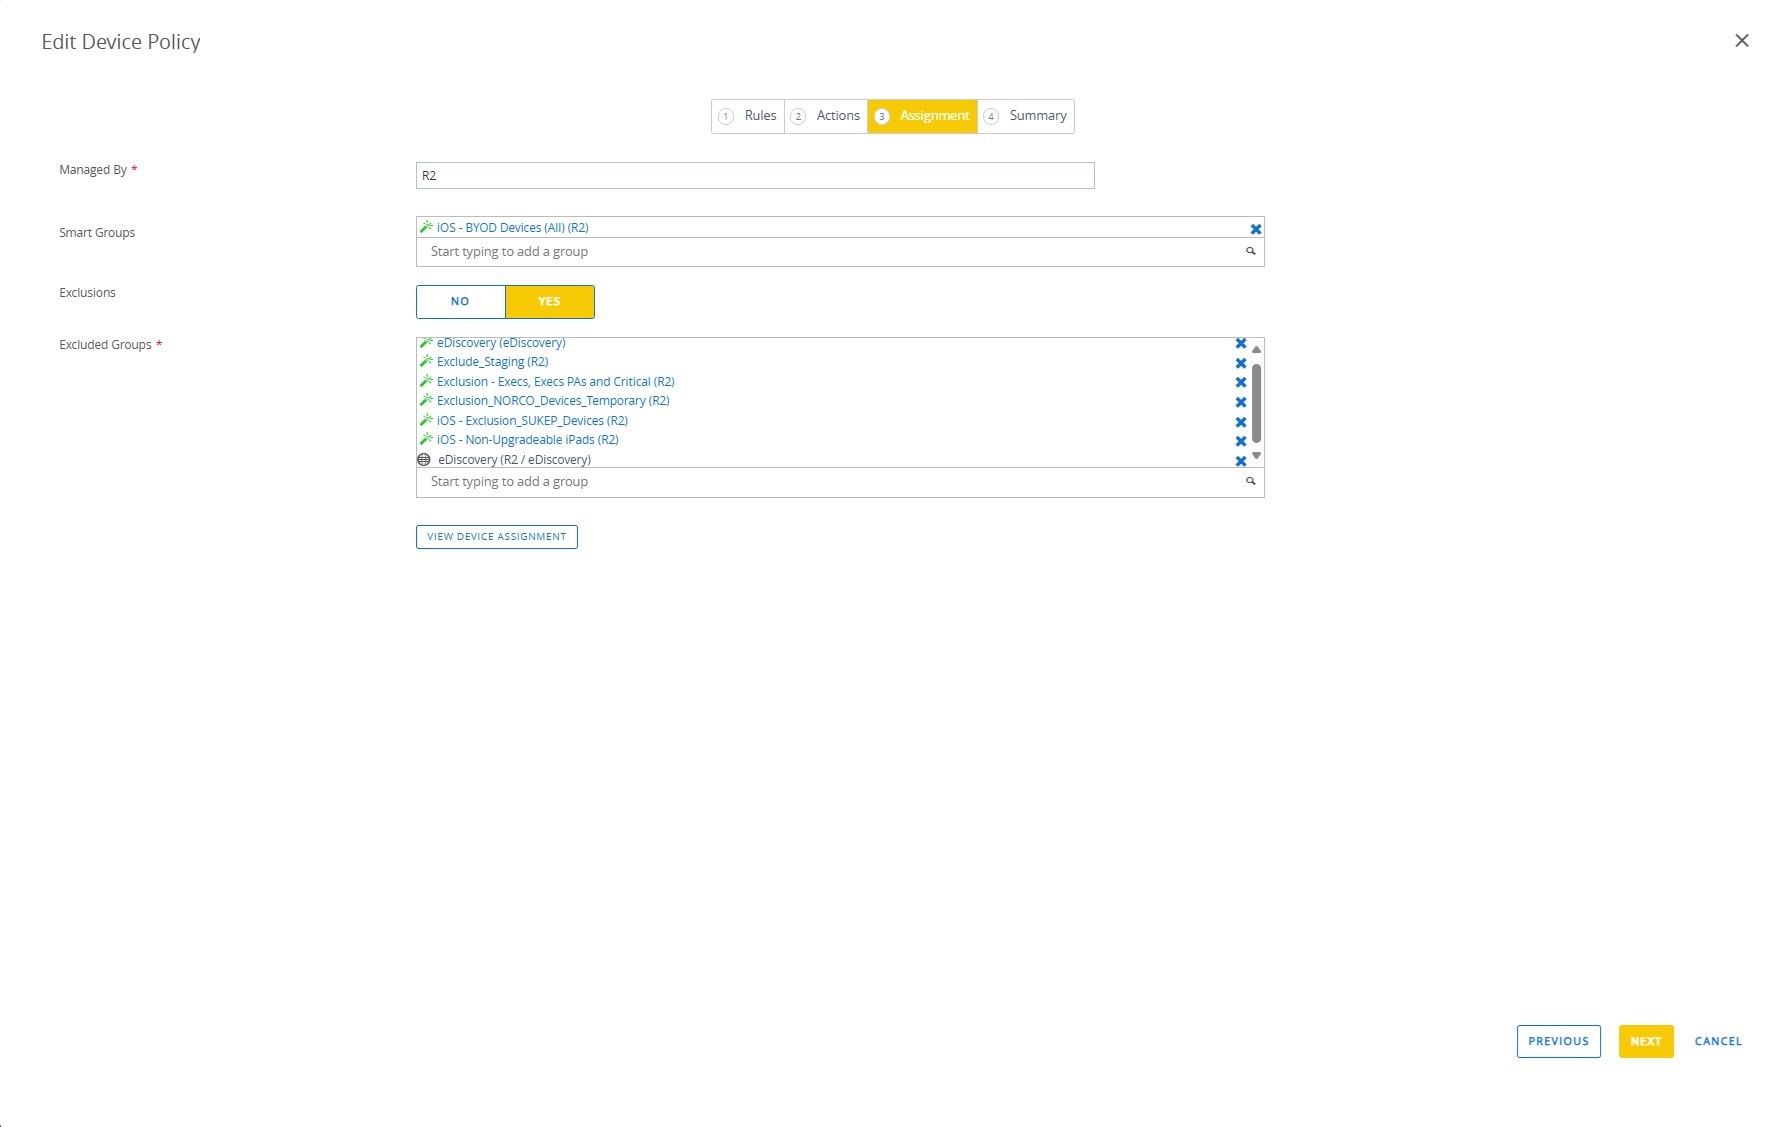 Edit Device Policy
1 Rules 2 Actions 3 Assignment 4 Summary
Managed By *
R2
Smart Groups
iOS - BYOD Devices (All) (R2)
Start typing to add a group
Exclusions
NO YES
Excluded Groups *
eDiscovery (eDiscovery)
Exclude_Staging (R2)
Exclusion - Execs, Execs PAs and Critical (R2)
Exclusion_NORCO_Devices_Temporary (R2)
iOS - Exclusion_SUKEP_Devices (R2)
iOS - Non-Upgradeable iPads (R2)
eDiscovery (R2 / eDiscovery)
Start typing to add a group
VIEW DEVICE ASSIGNMENT
PREVIOUS NEXT CANCEL